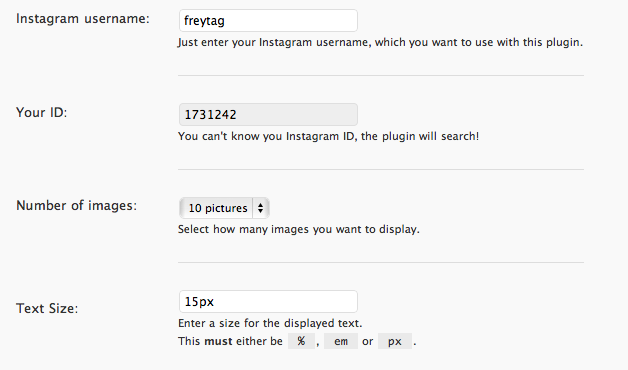 Instagram username: freytag
Just enter your Instagram username, which you want to use with this plugin.
Your ID: 1731242
You can't know you Instagram ID, the plugin will search!
Number of images: 10 pictures
Select how many images you want to display.
Text Size: 15px
Enter a size for the displayed text.
This must either be % , em or px .